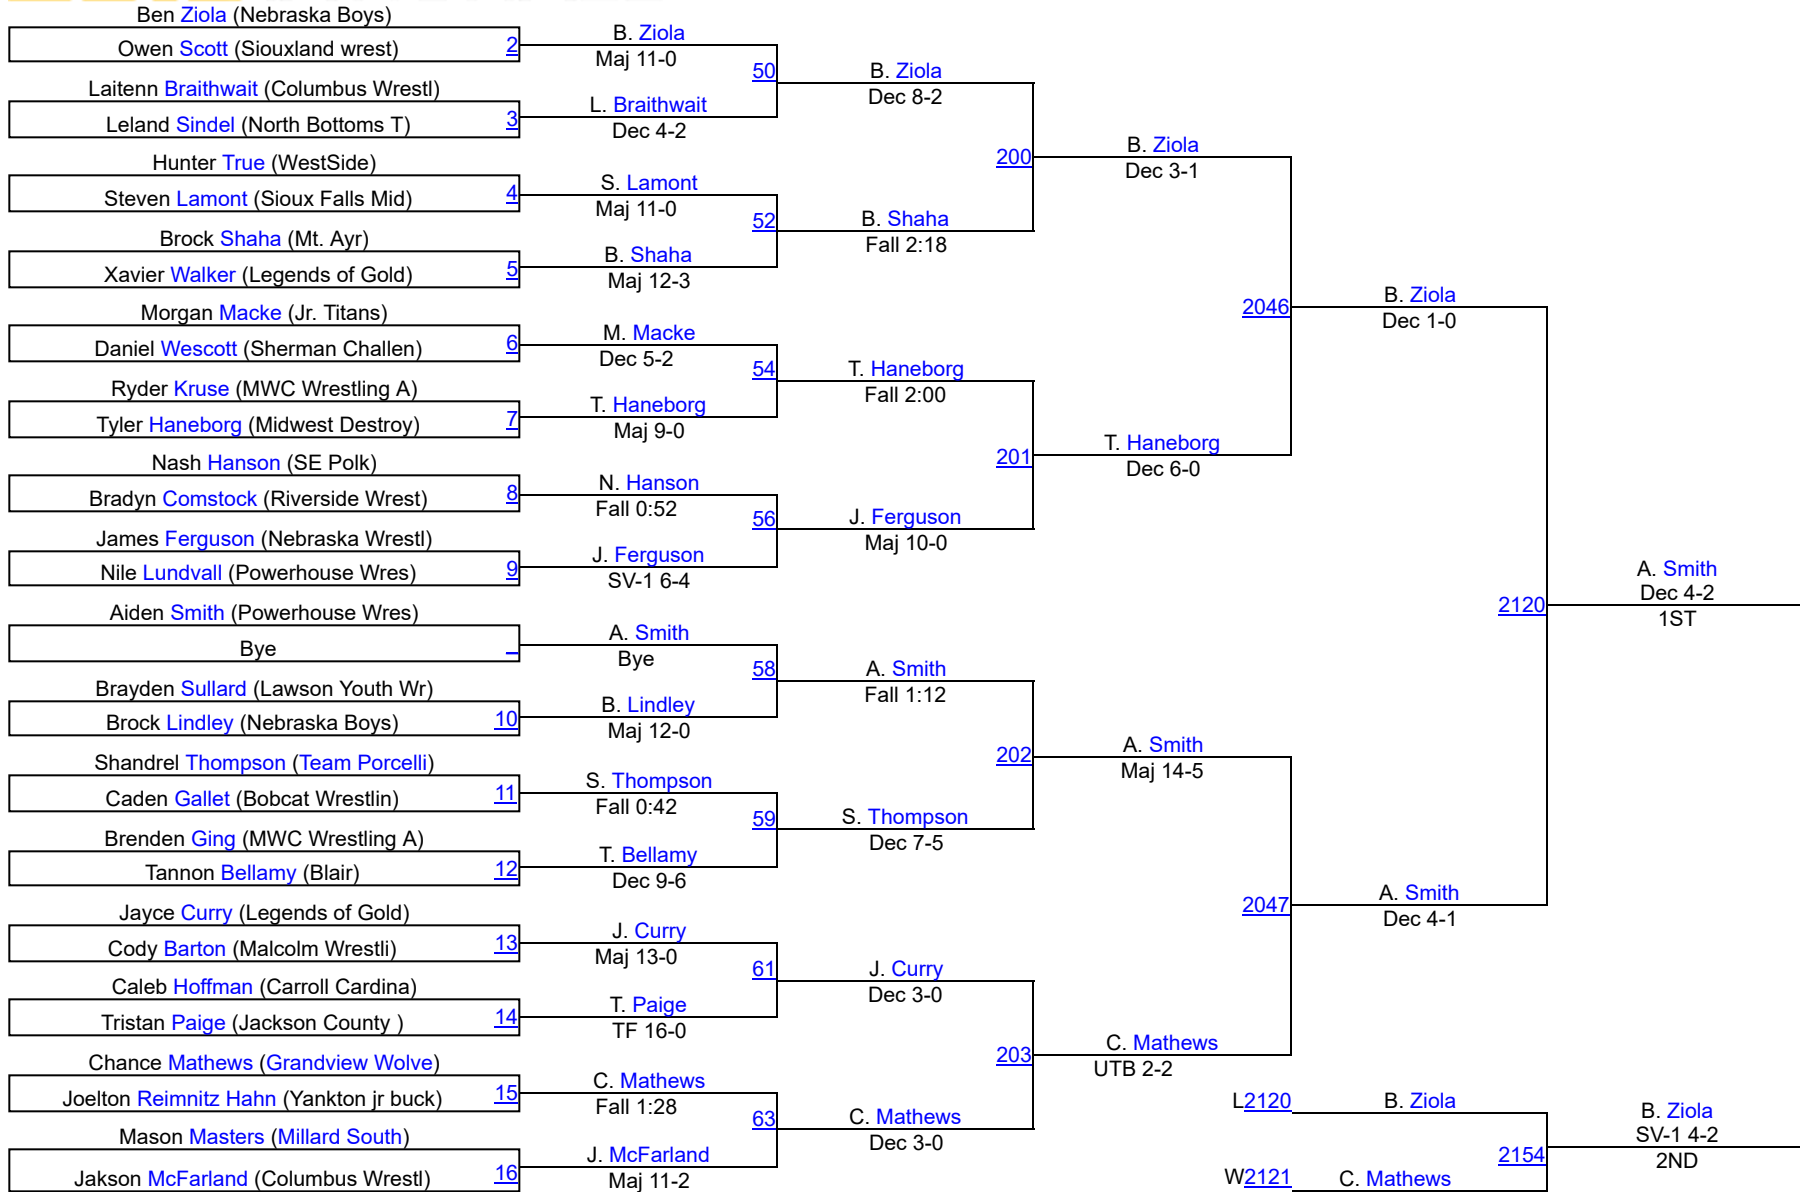 Ben Ziola (Nebraska Boys)
Owen Scott (Siouxland wrest)
2
Laitenn Braithwait (Columbus Wrestl)
Leland Sindel (North Bottoms T)
3
Hunter True (WestSide)
Steven Lamont (Sioux Falls Mid)
4
Brock Shaha (Mt. Ayr)
Xavier Walker (Legends of Gold)
5
Morgan Macke (Jr. Titans)
Daniel Wescott (Sherman Challen)
6
Ryder Kruse (MWC Wrestling A)
Tyler Haneborg (Midwest Destroy)
7
Nash Hanson (SE Polk)
Bradyn Comstock (Riverside Wrest)
8
James Ferguson (Nebraska Wrestl)
Nile Lundvall (Powerhouse Wres)
9
Aiden Smith (Powerhouse Wres)
Bye
Brayden Sullard (Lawson Youth Wr)
Brock Lindley (Nebraska Boys)
10
Shandrel Thompson (Team Porcelli)
Caden Gallet (Bobcat Wrestlin)
11
Brenden Ging (MWC Wrestling A)
Tannon Bellamy (Blair)
12
Jayce Curry (Legends of Gold)
Cody Barton (Malcolm Wrestli)
13
Caleb Hoffman (Carroll Cardina)
Tristan Paige (Jackson County )
14
Chance Mathews (Grandview Wolve)
Joelton Reimnitz Hahn (Yankton jr buck)
15
Mason Masters (Millard South)
Jakson McFarland (Columbus Wrestl)
16
B. Ziola
Maj 11-0
50
L. Braithwait
Dec 4-2
S. Lamont
Maj 11-0
52
B. Shaha
Maj 12-3
M. Macke
Dec 5-2
54
T. Haneborg
Maj 9-0
N. Hanson
Fall 0:52
56
J. Ferguson
SV-1 6-4
A. Smith
Bye
58
B. Lindley
Maj 12-0
S. Thompson
Fall 0:42
59
T. Bellamy
Dec 9-6
J. Curry
Maj 13-0
61
T. Paige
TF 16-0
C. Mathews
Fall 1:28
63
J. McFarland
Maj 11-2
B. Ziola
Dec 8-2
200
B. Shaha
Fall 2:18
T. Haneborg
Fall 2:00
201
J. Ferguson
Maj 10-0
A. Smith
Fall 1:12
202
S. Thompson
Dec 7-5
J. Curry
Dec 3-0
203
C. Mathews
Dec 3-0
B. Ziola
Dec 3-1
2046
T. Haneborg
Dec 6-0
A. Smith
Maj 14-5
2047
C. Mathews
UTB 2-2
B. Ziola
Dec 1-0
2120
A. Smith
Dec 4-1
A. Smith
Dec 4-2
1ST
L2120
B. Ziola
2154
W2121
C. Mathews
B. Ziola
SV-1 4-2
2ND